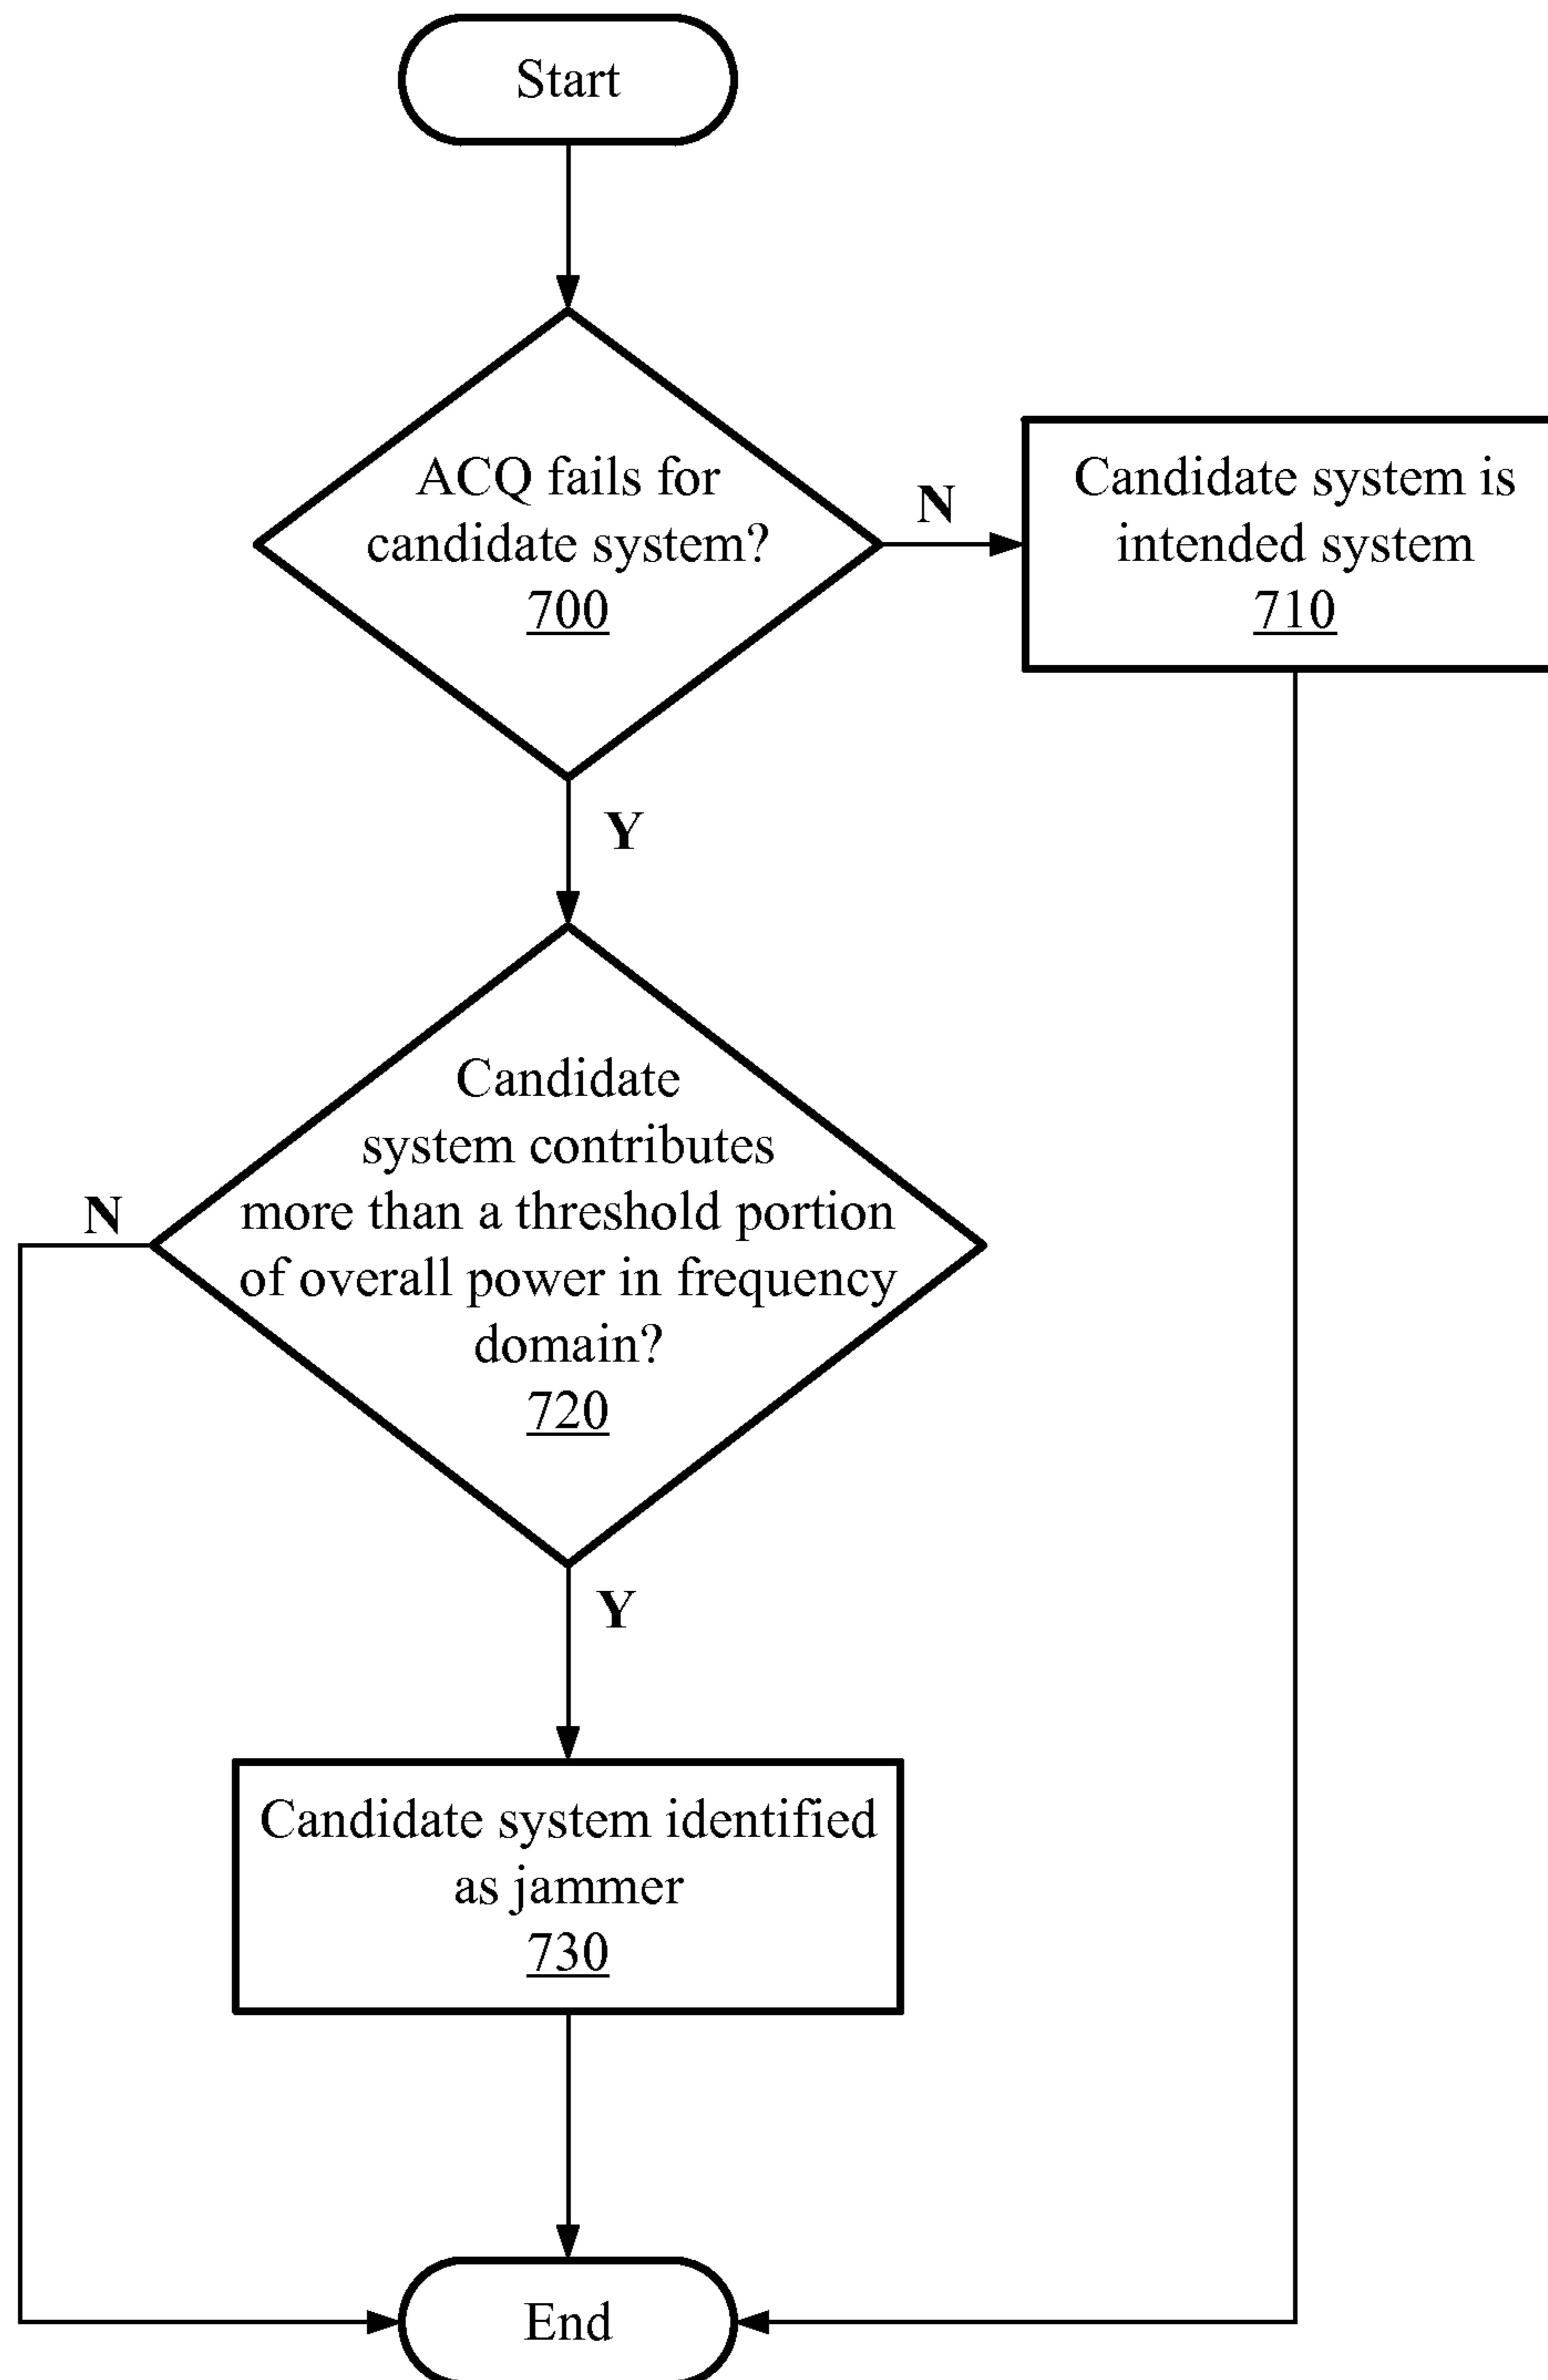 Start
ACQ fails for
candidate system?
700
N
Candidate system is
intended system
710
Y
Candidate
system contributes
more than a threshold portion
of overall power in frequency
domain?
720
N
Y
Candidate system identified
as jammer
730
End